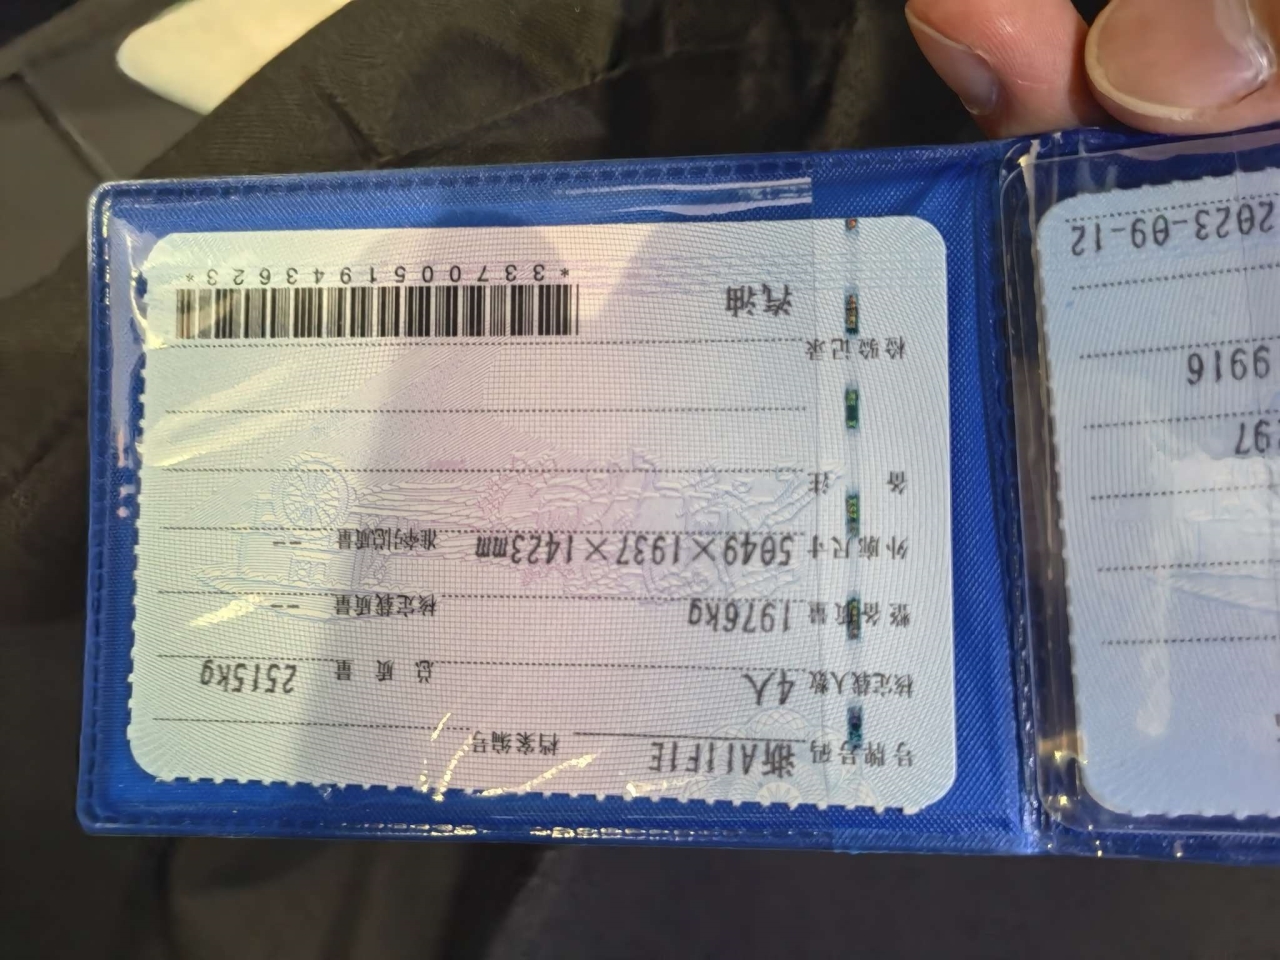 号牌号码 浙A11F1E 档案编号
核定载人数 4人 总质量 2515kg
整备质量 1976kg 核定载质量 --
外廓尺寸 5049×1937×1423mm 准牵引总质量 --
备注
检验记录
汽油
*3370051943623*
97
9916
2023-09-12